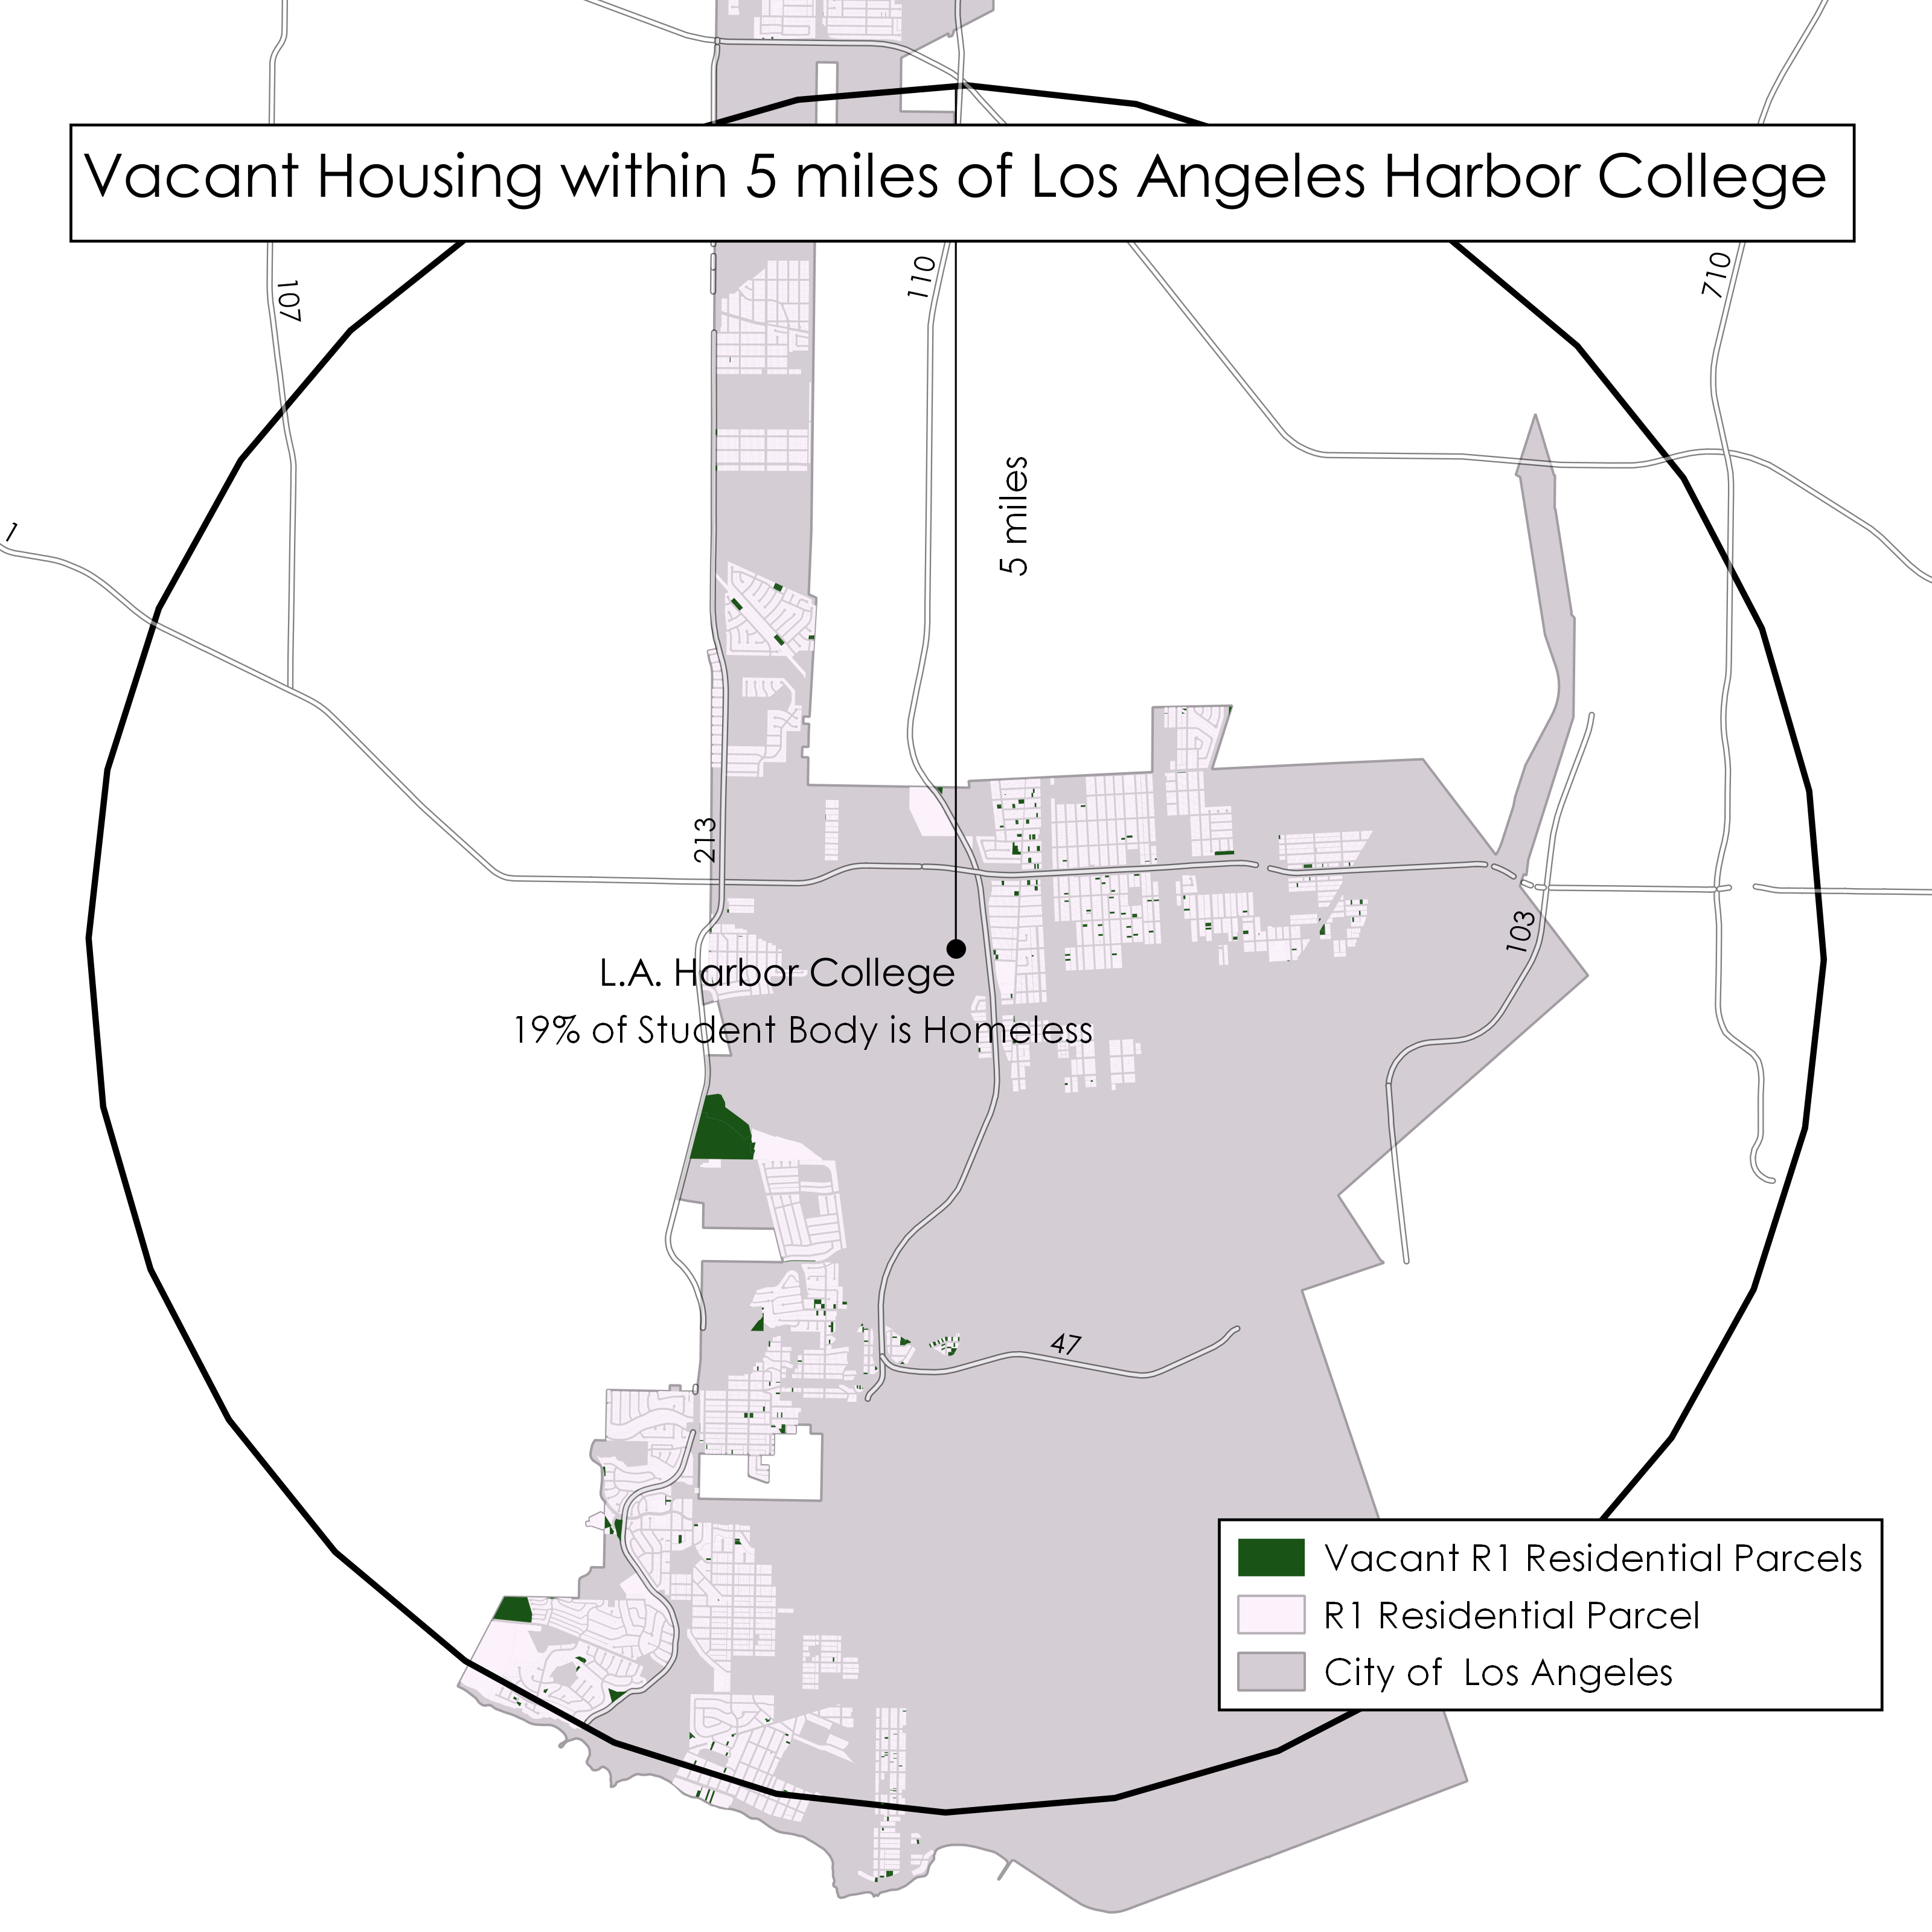 Vacant Housing within 5 miles of Los Angeles Harbor College
107
110
710
1
5 miles
213
103
L.A. Harbor College
19% of Student Body is Homeless
47
Vacant R1 Residential Parcels
R1 Residential Parcel
City of Los Angeles